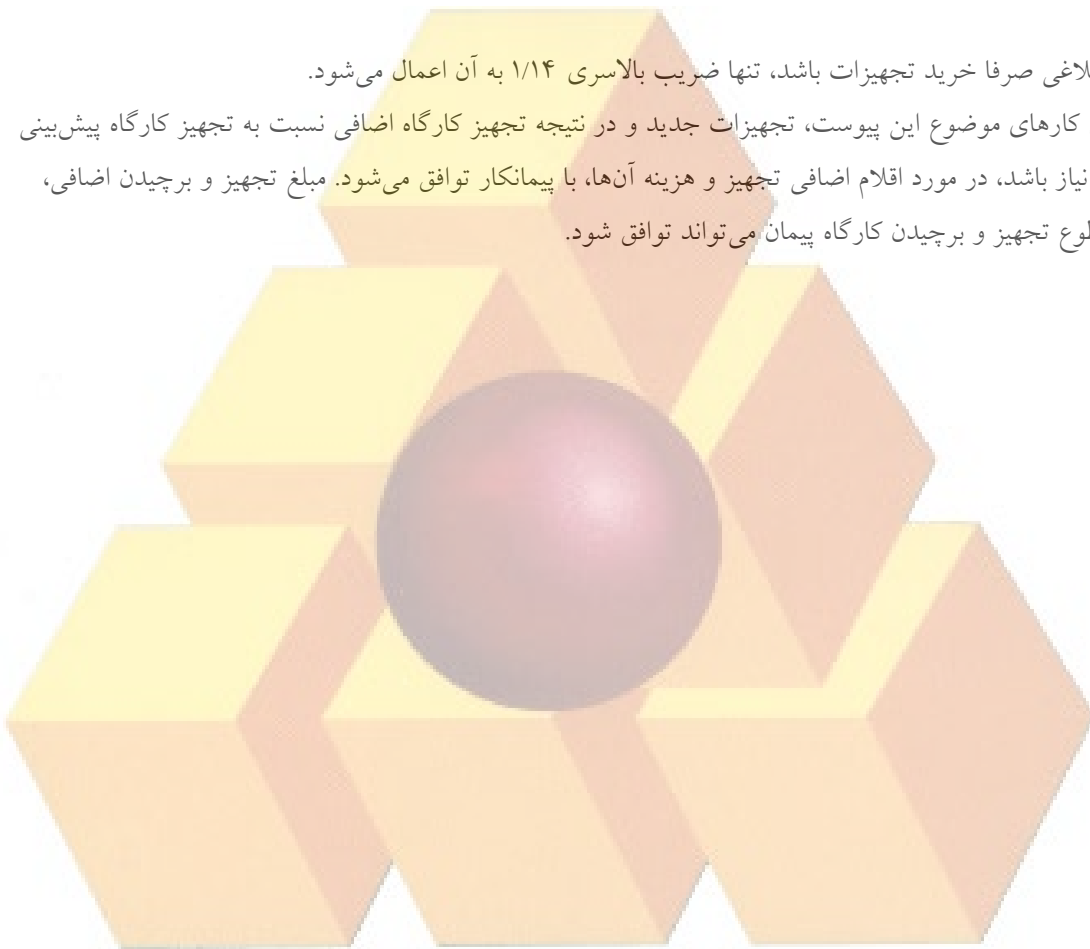 صرفا خرید تجهیزات باشد، تنها ضریب بالاسری ۱/۱۴ به آن اعمال می‌شود.
کارهای موضوع این پیوست، تجهیزات جدید و در نتیجه تجهیز کارگاه اضافی نسبت به تجهیز کارگاه پیش‌بینی
نیاز باشد، در مورد اقلام اضافی تجهیز و هزینه آن‌ها، با پیمانکار توافق می‌شود. مبلغ تجهیز و برچیدن اضافی،
تجهیز و برچیدن کارگاه پیمان می‌تواند توافق شود.